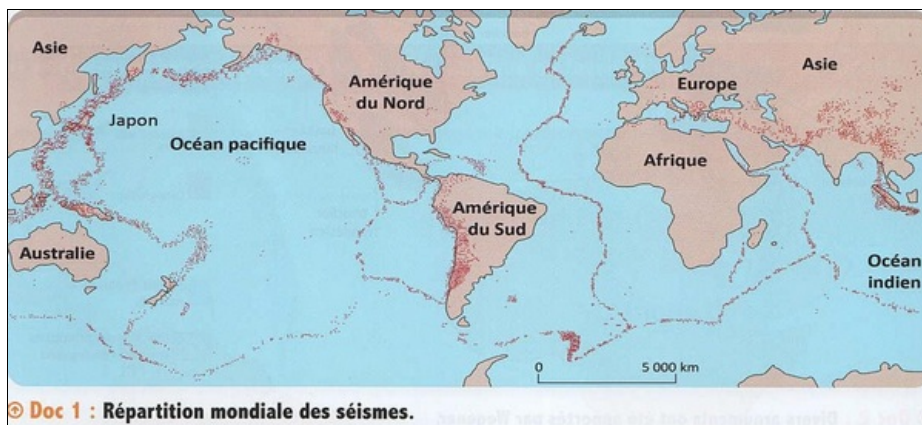 Asie
Amérique
du Nord
Europe
Asie
Japon
Océan pacifique
Afrique
Amérique
du Sud
Australie
Océan
indien
0 5 000 km
Doc 1 : Répartition mondiale des séismes.